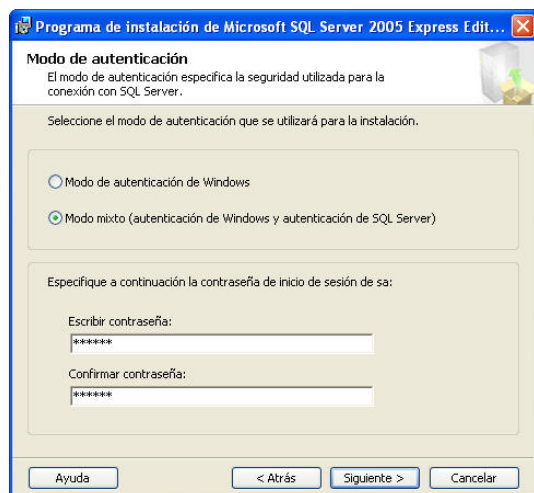 Programa de instalación de Microsoft SQL Server 2005 Express Edit...
Modo de autenticación
El modo de autenticación especifica la seguridad utilizada para la
conexión con SQL Server.
Seleccione el modo de autenticación que se utilizará para la instalación.
Modo de autenticación de Windows
Modo mixto (autenticación de Windows y autenticación de SQL Server)
Especifique a continuación la contraseña de inicio de sesión de sa:
Escribir contraseña:
******
Confirmar contraseña:
******
Ayuda
< Atrás
Siguiente >
Cancelar